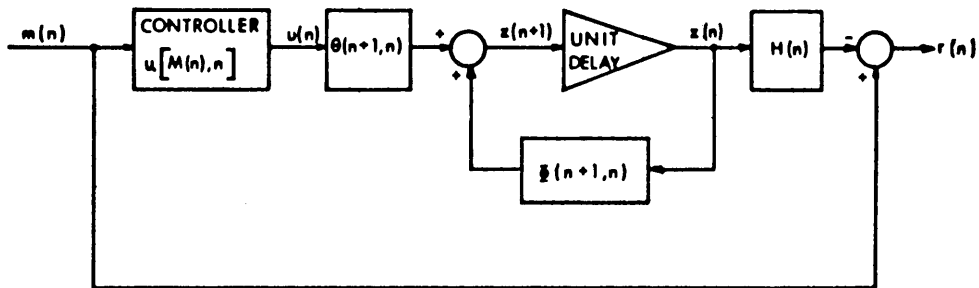 m(n)
CONTROLLER
u[M(n),n]
u(n)
θ(n+1,n)
+
+
z(n+1)
UNIT
DELAY
z(n)
H(n)
-
+
r(n)
Φ(n+1,n)